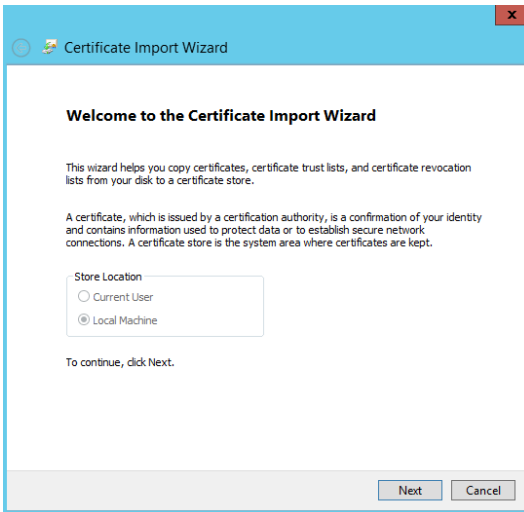 x
Certificate Import Wizard
Welcome to the Certificate Import Wizard
This wizard helps you copy certificates, certificate trust lists, and certificate revocation
lists from your disk to a certificate store.
A certificate, which is issued by a certification authority, is a confirmation of your identity
and contains information used to protect data or to establish secure network
connections. A certificate store is the system area where certificates are kept.
Store Location
Current User
Local Machine
To continue, click Next.
Next Cancel